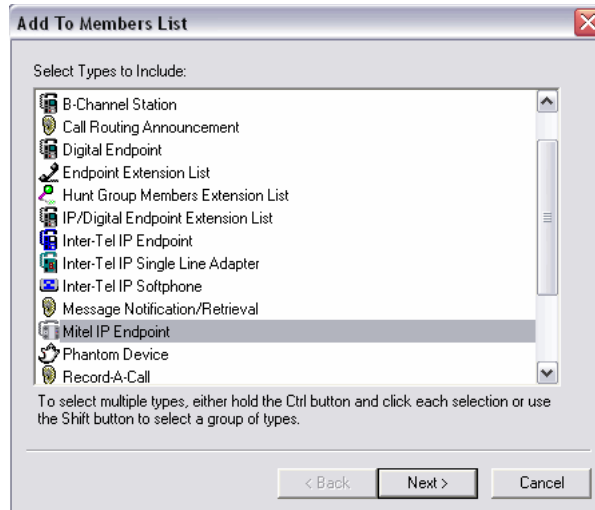 Add To Members List
Select Types to Include:
B-Channel Station
Call Routing Announcement
Digital Endpoint
Endpoint Extension List
Hunt Group Members Extension List
IP/Digital Endpoint Extension List
Inter-Tel IP Endpoint
Inter-Tel IP Single Line Adapter
Inter-Tel IP Softphone
Message Notification/Retrieval
Mitel IP Endpoint
Phantom Device
Record-A-Call
To select multiple types, either hold the Ctrl button and click each selection or use
the Shift button to select a group of types.
< Back Next > Cancel